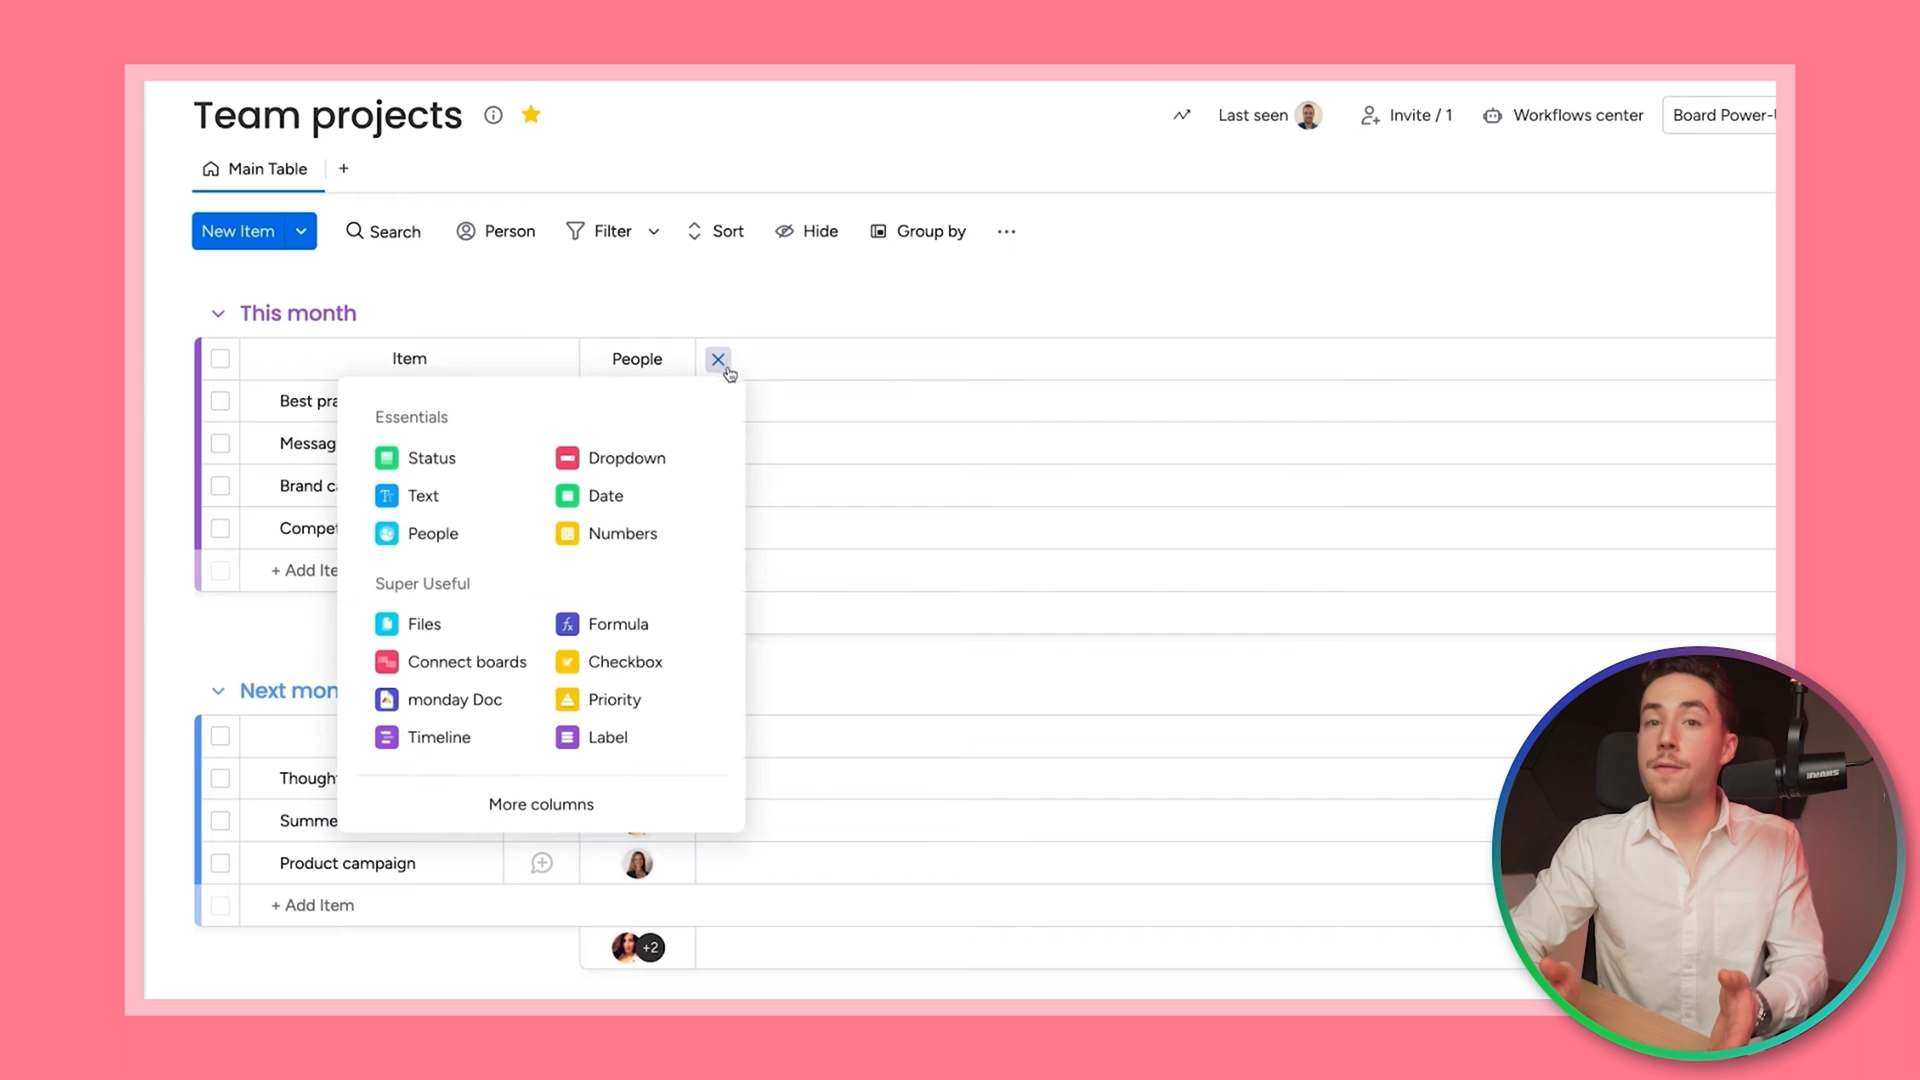 Team projects
Last seen
Invite / 1
Workflows center
Board Power-U
Main Table
+
New Item
Search
Person
Filter
Sort
Hide
Group by
This month
Item
People
Best pra
Messag
Brand ca
Compet
+ Add Ite
Essentials
Status
Dropdown
Text
Date
People
Numbers
Super Useful
Files
Formula
Connect boards
Checkbox
monday Doc
Priority
Timeline
Label
More columns
Next mon
Though
Summe
Product campaign
+ Add Item
+2
SHURE